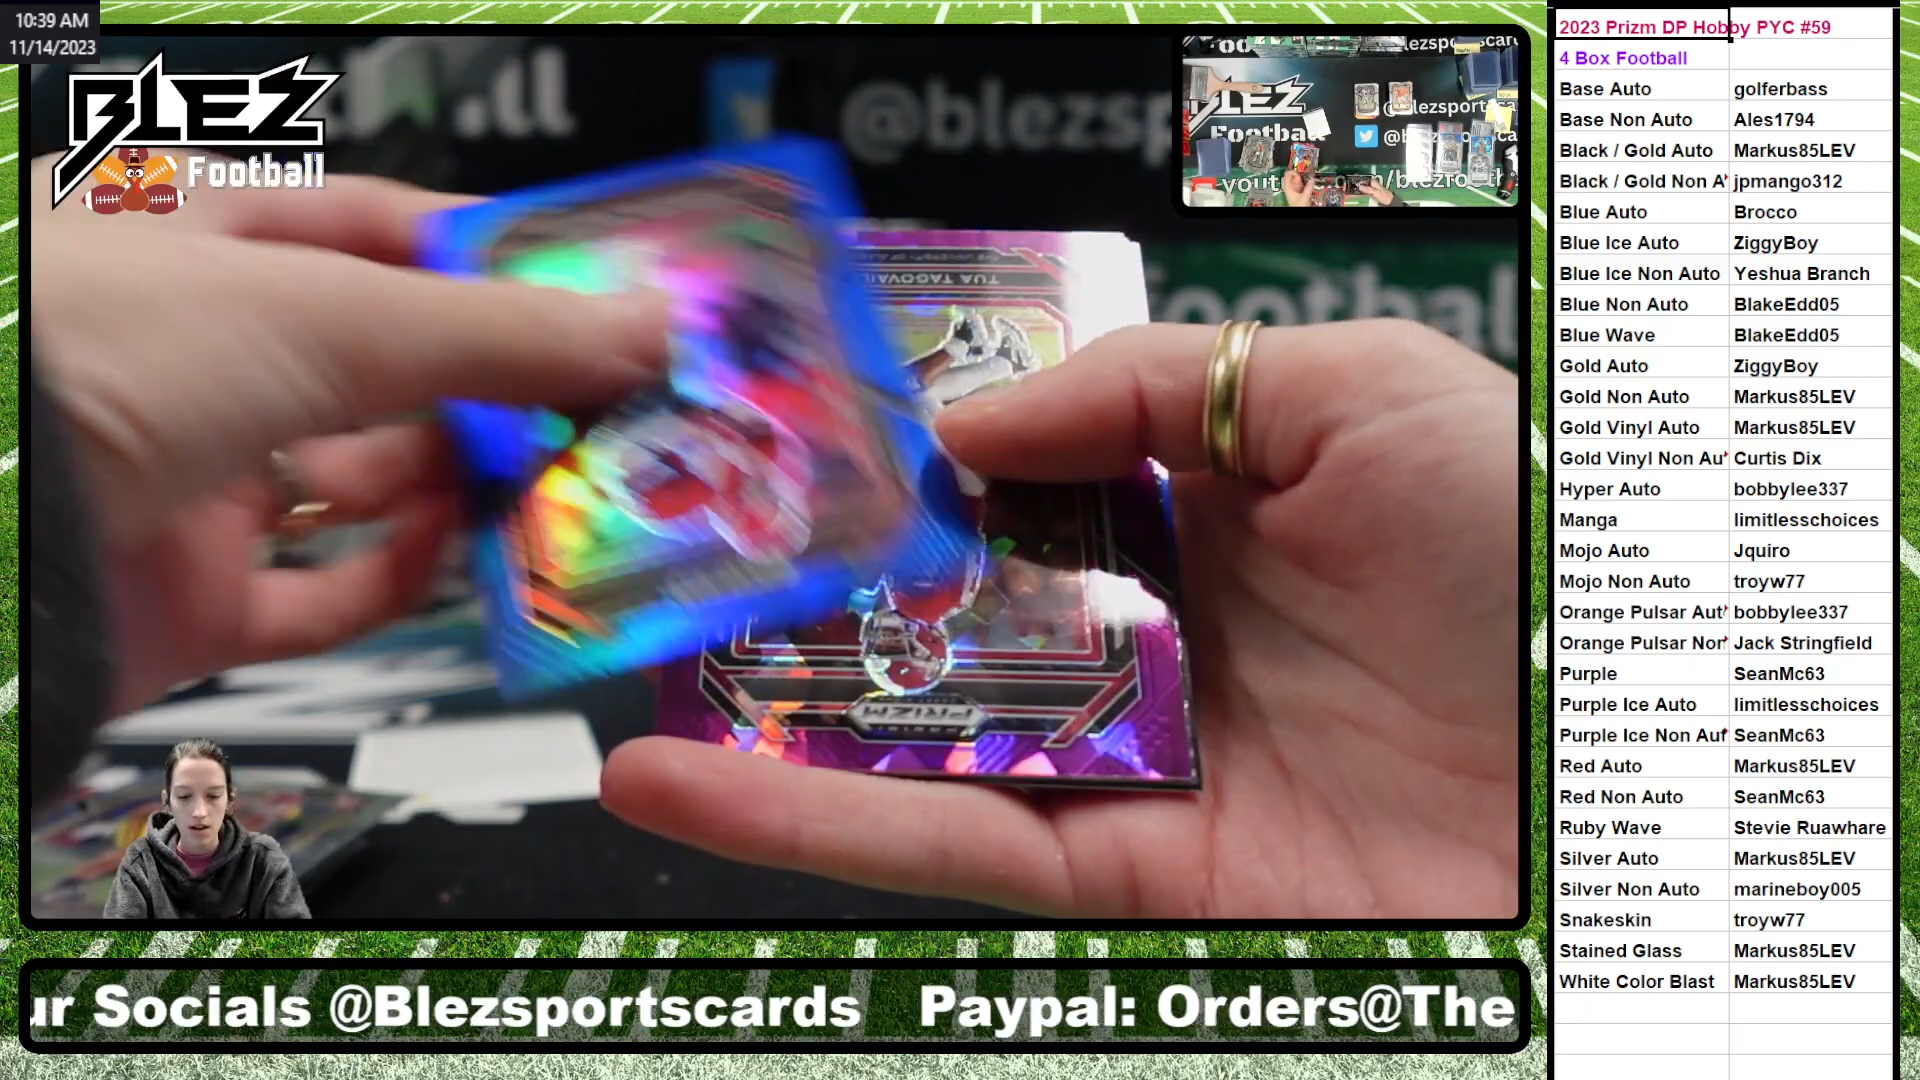 10:39 AM
11/14/2023
BLEZ
Football
@blezsp
football
BLEZ
Football
@blezsportsca
TUA TAGOVAIL
PRIZM
ur Socials @Blezsportscards Paypal: Orders@The
2023 Prizm DP Hobby PYC #59
4 Box Football
Base Auto golferbass
Base Non Auto Ales1794
Black / Gold Auto Markus85LEV
Black / Gold Non A jpmango312
Blue Auto Brocco
Blue Ice Auto ZiggyBoy
Blue Ice Non Auto Yeshua Branch
Blue Non Auto BlakeEdd05
Blue Wave BlakeEdd05
Gold Auto ZiggyBoy
Gold Non Auto Markus85LEV
Gold Vinyl Auto Markus85LEV
Gold Vinyl Non Au Curtis Dix
Hyper Auto bobbylee337
Manga limitlesschoices
Mojo Auto Jquiro
Mojo Non Auto troyw77
Orange Pulsar Aut bobbylee337
Orange Pulsar Nor Jack Stringfield
Purple SeanMc63
Purple Ice Auto limitlesschoices
Purple Ice Non Aut SeanMc63
Red Auto Markus85LEV
Red Non Auto SeanMc63
Ruby Wave Stevie Ruawhare
Silver Auto Markus85LEV
Silver Non Auto marineboy005
Snakeskin troyw77
Stained Glass Markus85LEV
White Color Blast Markus85LEV